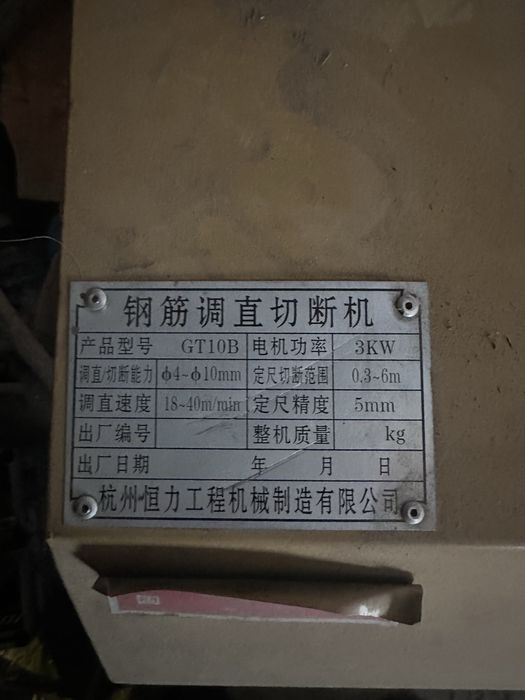 钢筋调直切断机
产品型号 GT10B 电机功率 3KW
调直/切断能力 ф4~ф10mm 定尺切断范围 0.3~6m
调直速度 18~40m/min 定尺精度 5mm
出厂编号 整机质量 kg
出厂日期 年 月 日
杭州恒力工程机械制造有限公司